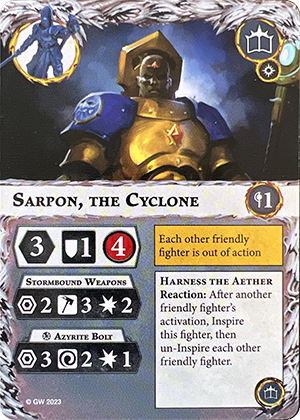 Sarpon, the Cyclone
1
3 1 4
Each other friendly
fighter is out of action
Stormbound Weapons
2 3 2
Azyrite Bolt
3 2 1
Harness the Aether
Reaction: After another
friendly fighter's
activation, Inspire
this fighter, then
un-Inspire each other
friendly fighter.
© GW 2023